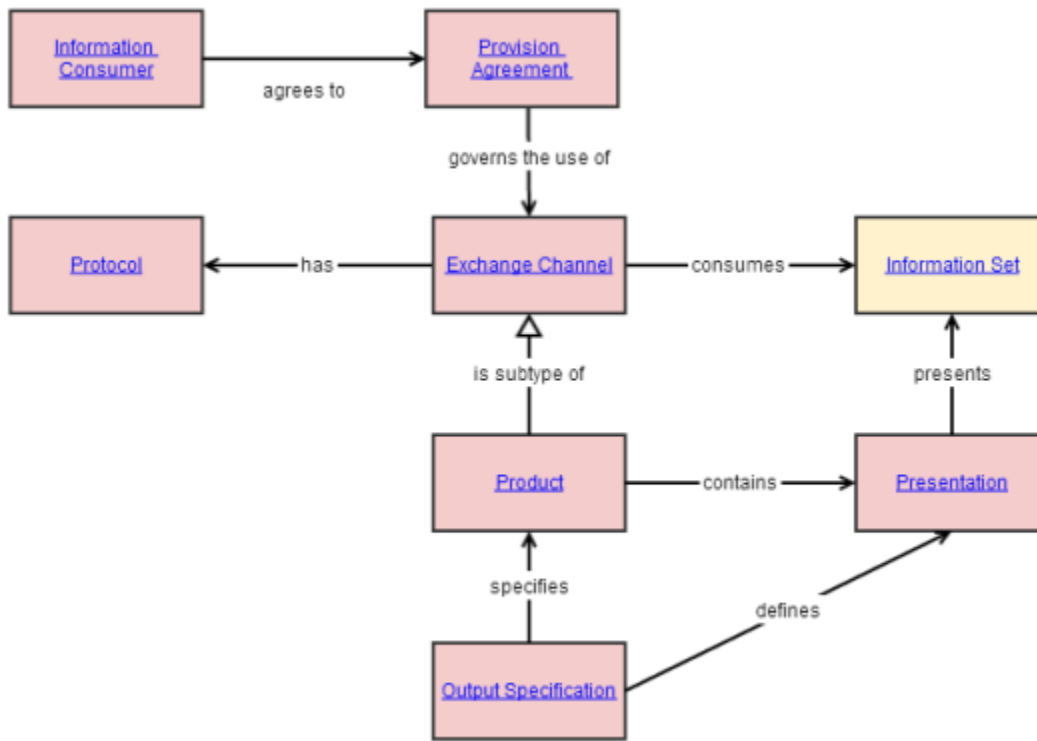 Information
Consumer
Provision
Agreement
agrees to
governs the use of
Protocol
has
Exchange Channel
consumes
Information Set
is subtype of
presents
Product
contains
Presentation
specifies
defines
Output Specification